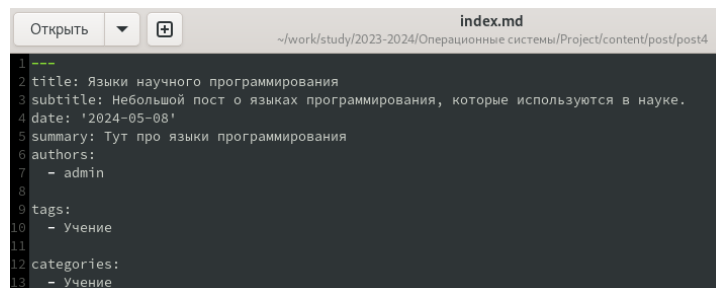 Открыть
index.md
~/work/study/2023-2024/Операционные системы/Project/content/post/post4
1 ---
2 title: Языки научного программирования
3 subtitle: Небольшой пост о языках программирования, которые используются в науке.
4 date: '2024-05-08'
5 summary: Тут про языки программирования
6 authors:
7   - admin
8
9 tags:
10   - Учение
11
12 categories:
13   - Учение